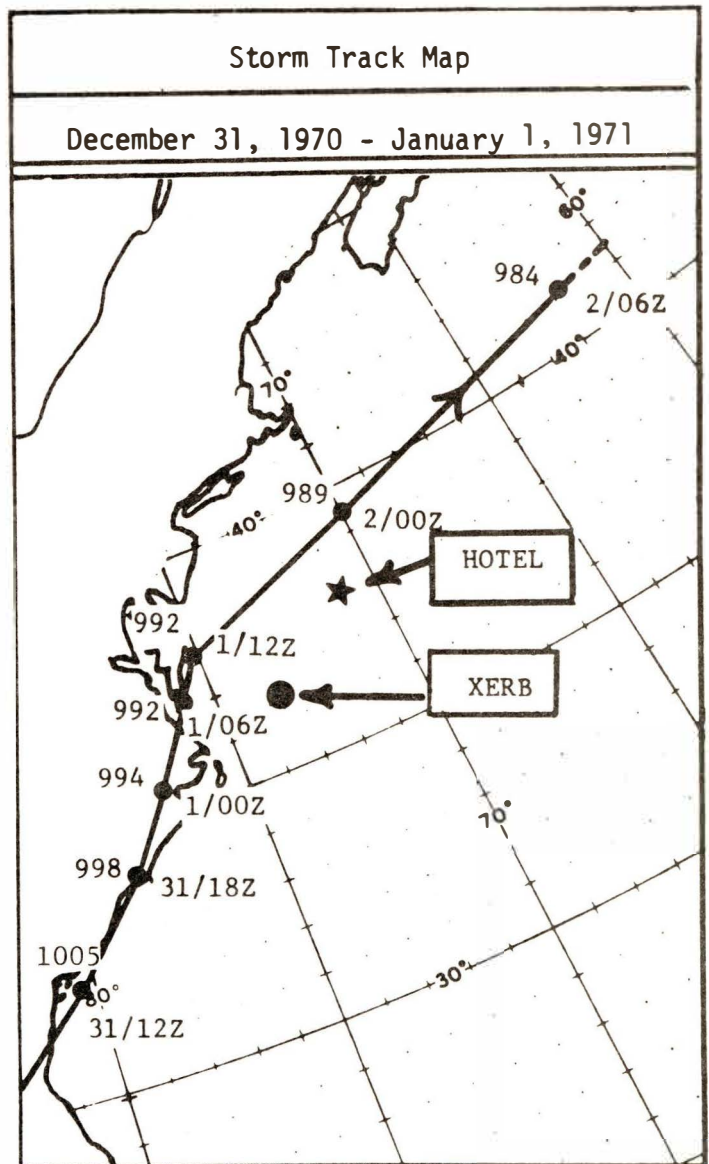 Storm Track Map
December 31, 1970 - January 1, 1971
60°
984
2/06Z
40°
70°
989
2/00Z
40°
HOTEL
992
1/12Z
XERB
992
1/06Z
994
1/00Z
70°
998
31/18Z
1005
30°
80°
31/12Z